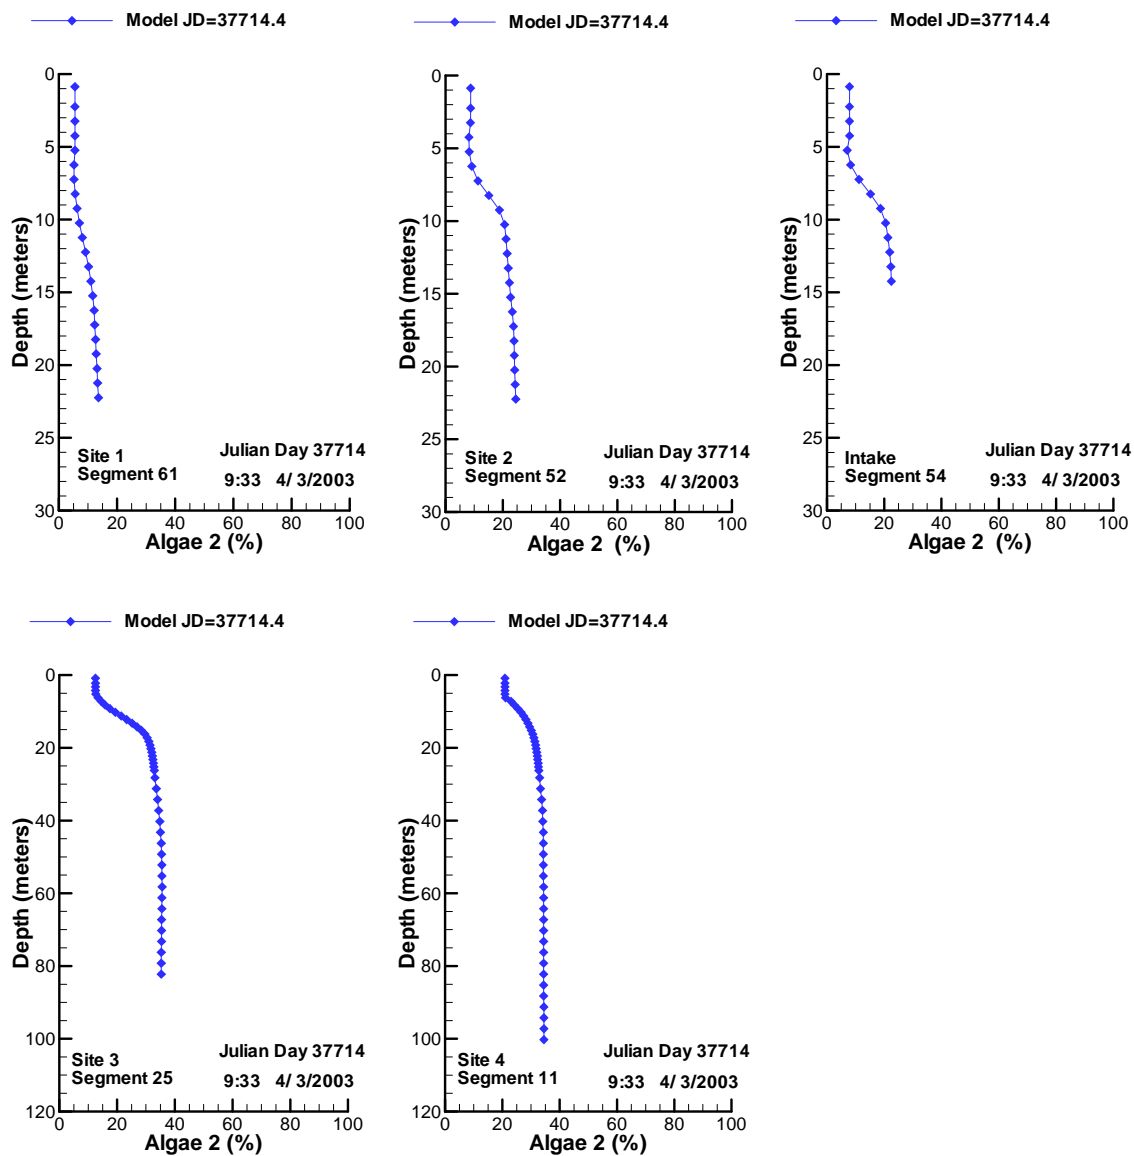 Model JD=37714.4
0
5
10
15
20
25
30
Depth (meters)
Site 1
Segment 61
Julian Day 37714
9:33 4/ 3/2003
0 20 40 60 80 100
Algae 2 (%)
Model JD=37714.4
0
5
10
15
20
25
30
Depth (meters)
Site 2
Segment 52
Julian Day 37714
9:33 4/ 3/2003
0 20 40 60 80 100
Algae 2 (%)
Model JD=37714.4
0
5
10
15
20
25
30
Depth (meters)
Intake
Segment 54
Julian Day 37714
9:33 4/ 3/2003
0 20 40 60 80 100
Algae 2 (%)
Model JD=37714.4
0
20
40
60
80
100
120
Depth (meters)
Site 3
Segment 25
Julian Day 37714
9:33 4/ 3/2003
0 20 40 60 80 100
Algae 2 (%)
Model JD=37714.4
0
20
40
60
80
100
120
Depth (meters)
Site 4
Segment 11
Julian Day 37714
9:33 4/ 3/2003
0 20 40 60 80 100
Algae 2 (%)